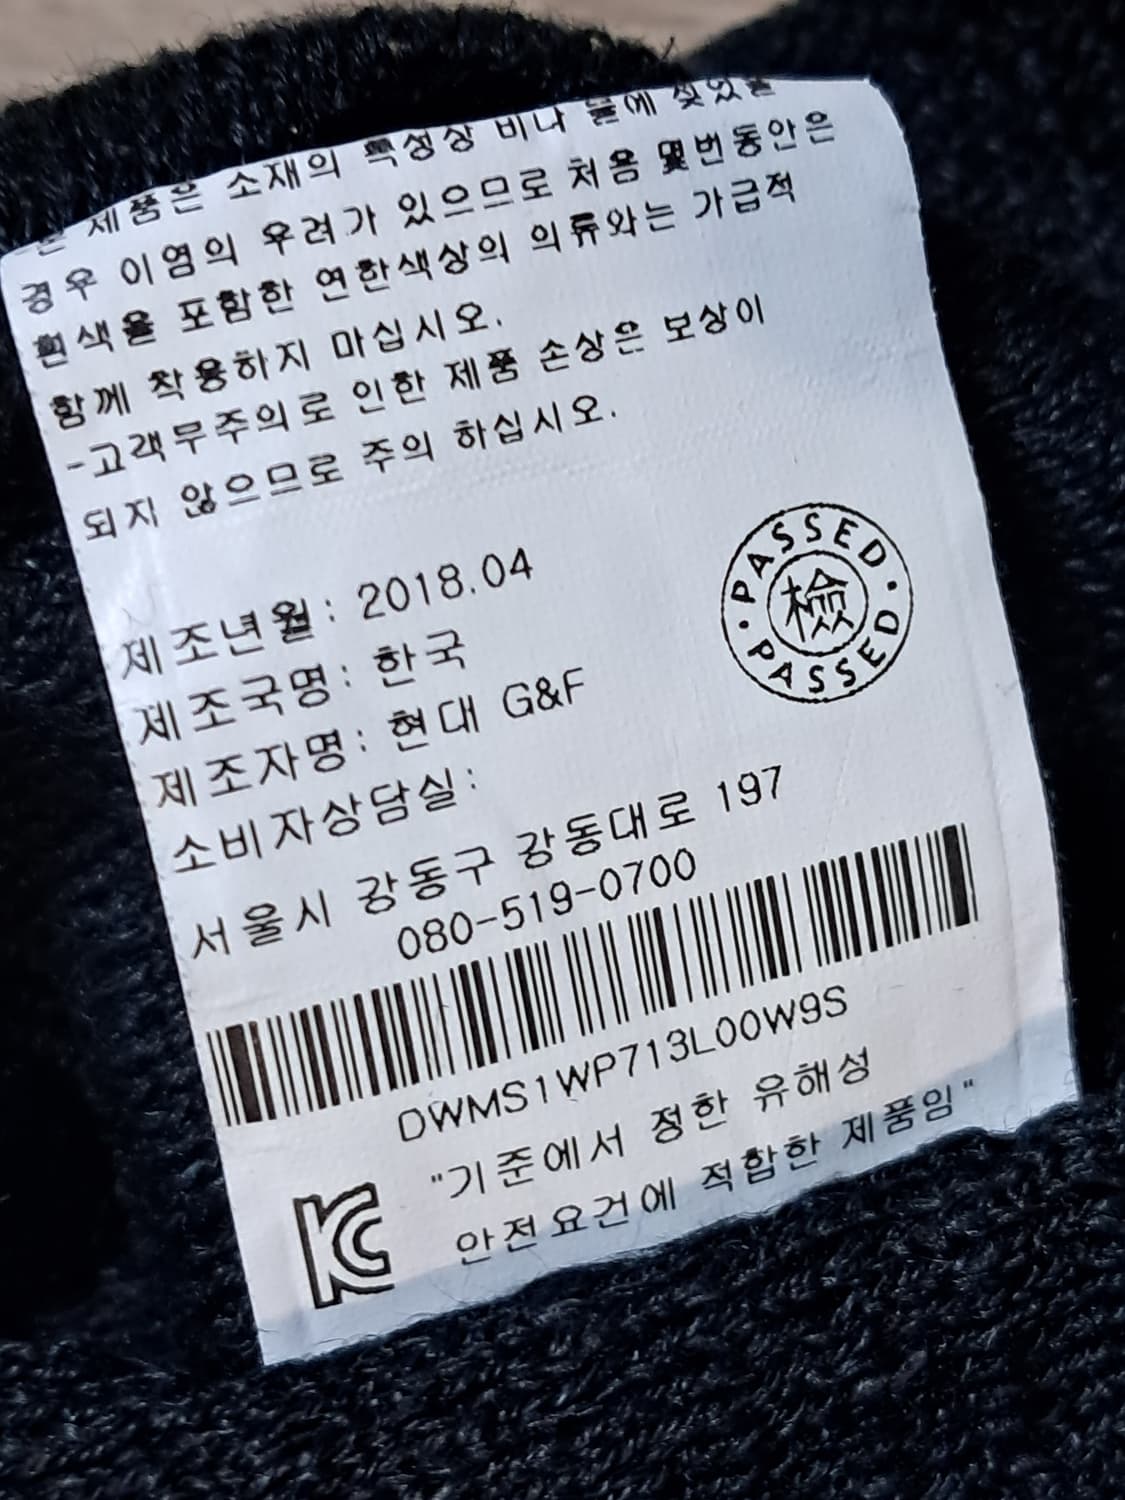 본 제품은 소재의 특성상 비나 물에 젖었을
경우 이염의 우려가 있으므로 처음 몇번동안은
흰색을 포함한 연한색상의 의류와는 가급적
함께 착용하지 마십시오.
-고객부주의로 인한 제품 손상은 보상이
되지 않으므로 주의 하십시오.
제조년월: 2018.04
제조국명: 한국
제조자명: 현대 G&F
소비자상담실:
서울시 강동구 강동대로 197
080-519-0700
PASSED · PASSED ·
檢
DWMS1WP713L00W9S
"기준에서 정한 유해성
안전요건에 적합한 제품임"
KC